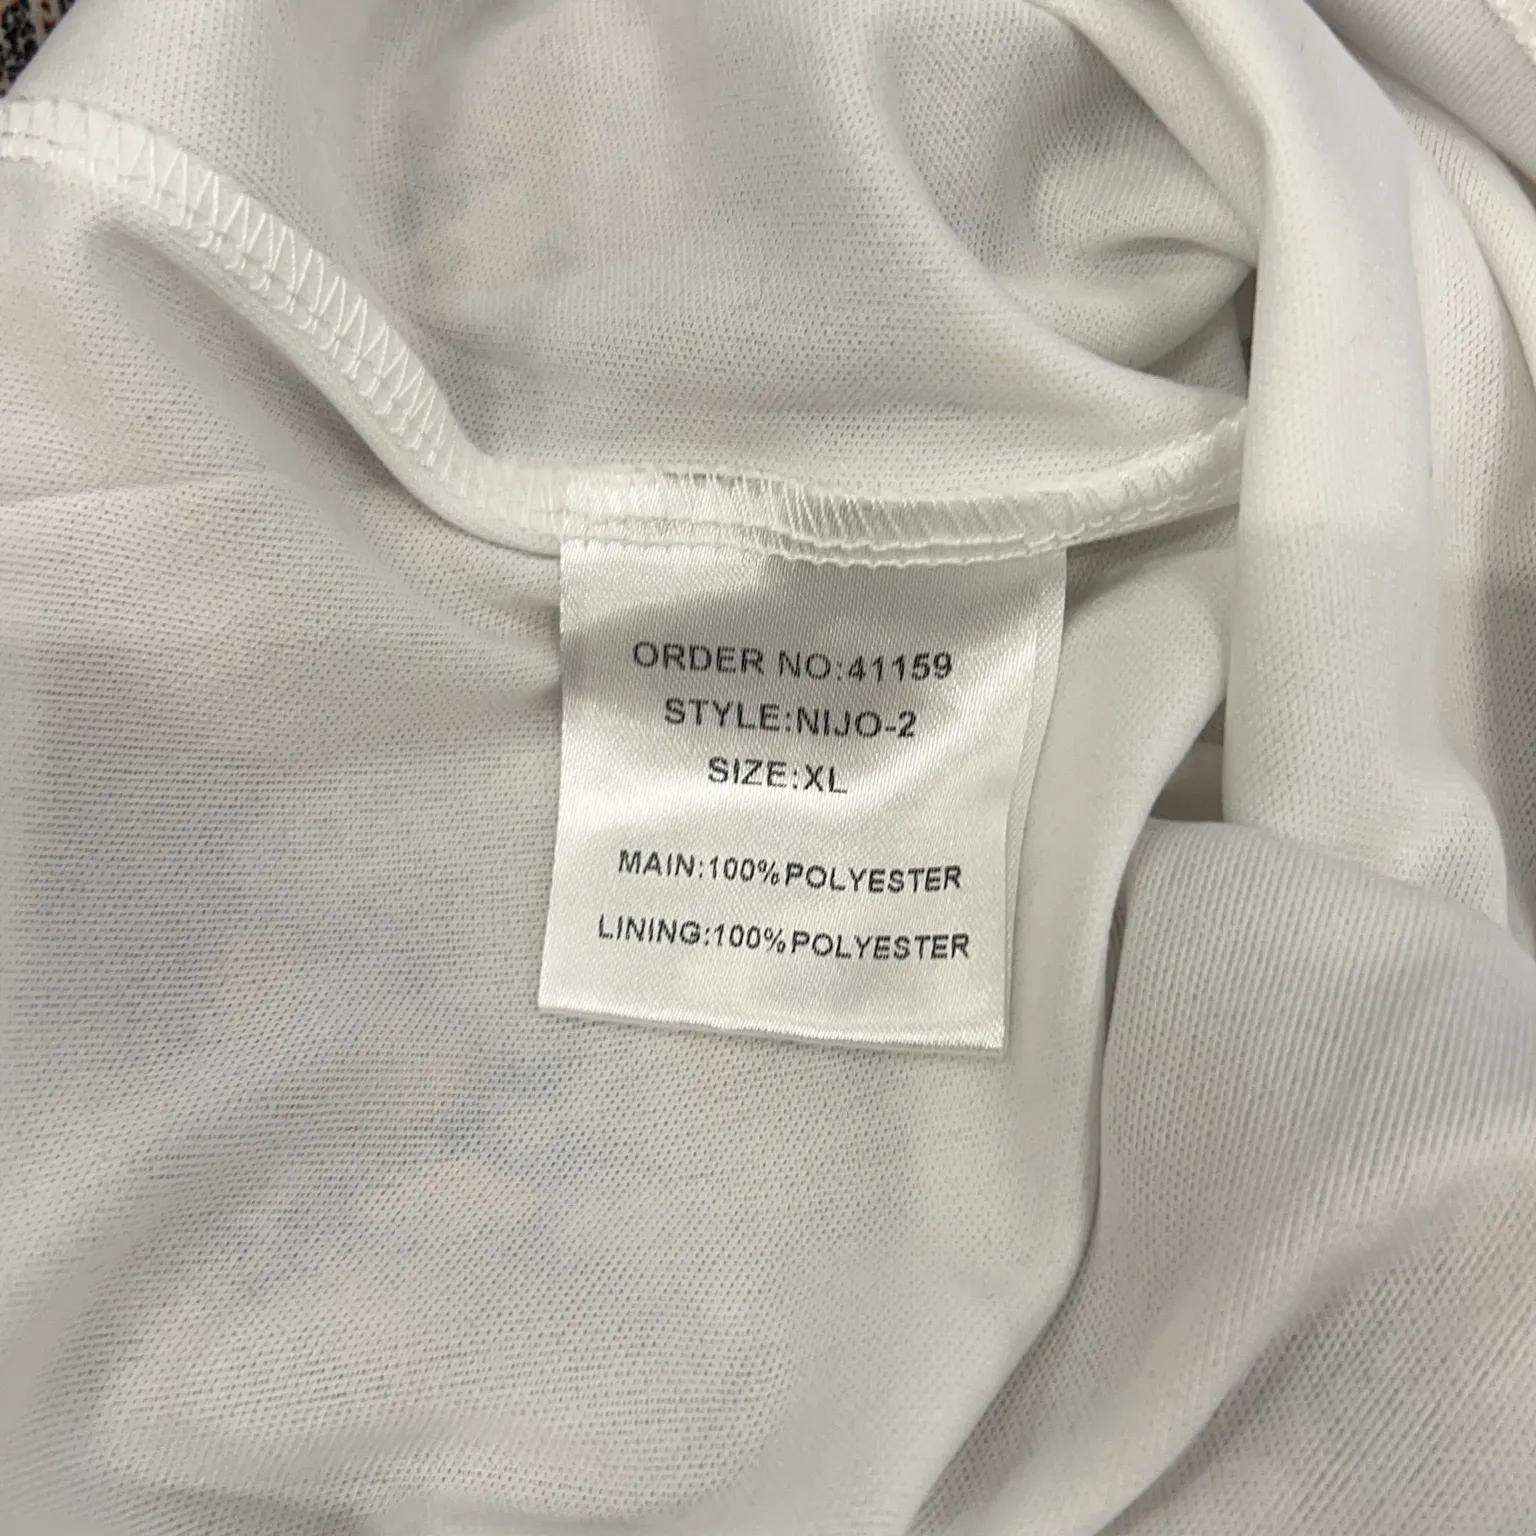 ORDER NO:41159
STYLE:NIJO-2
SIZE:XL
MAIN:100%POLYESTER
LINING:100%POLYESTER